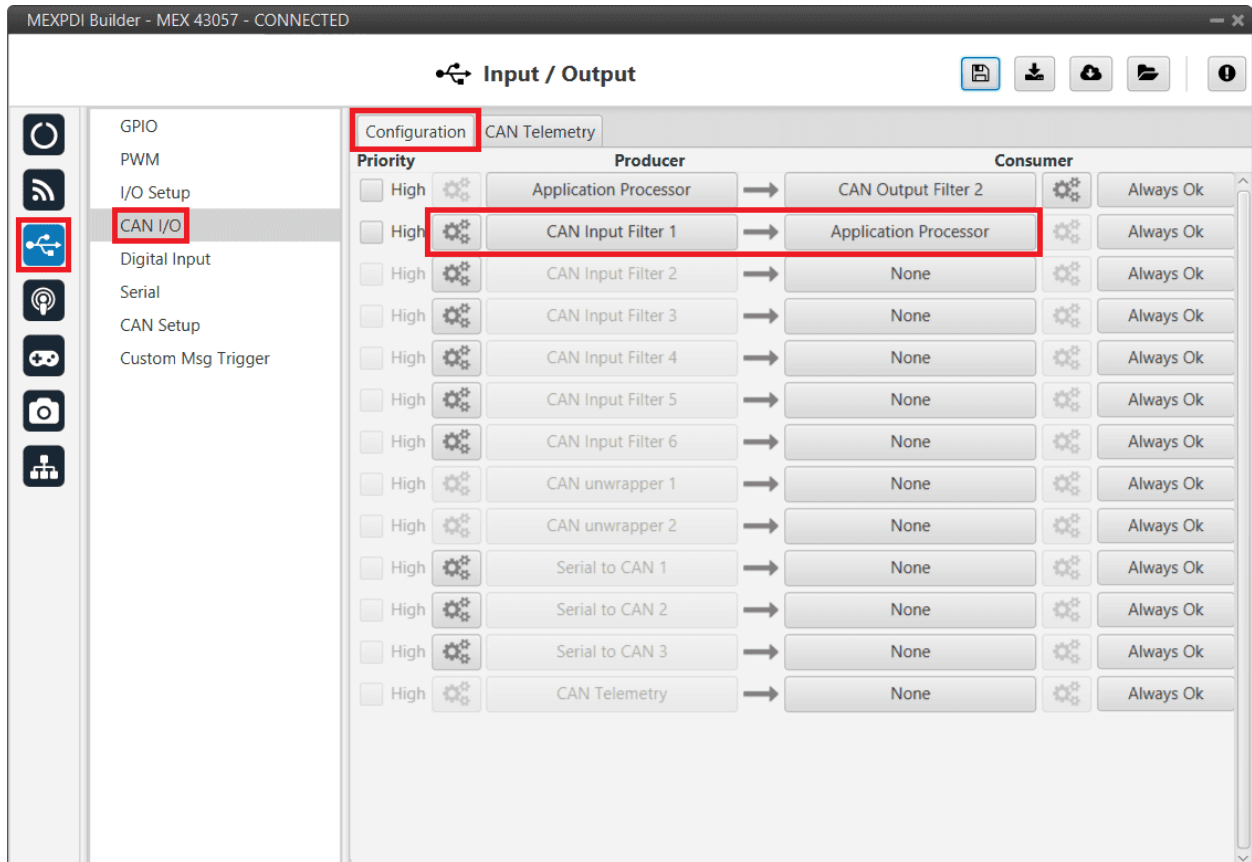 MEXPDI Builder - MEX 43057 - CONNECTED
Input / Output
GPIO
PWM
I/O Setup
CAN I/O
Digital Input
Serial
CAN Setup
Custom Msg Trigger
Configuration CAN Telemetry
Priority Producer Consumer
High Application Processor CAN Output Filter 2 Always Ok
High CAN Input Filter 1 Application Processor Always Ok
High CAN Input Filter 2 None Always Ok
High CAN Input Filter 3 None Always Ok
High CAN Input Filter 4 None Always Ok
High CAN Input Filter 5 None Always Ok
High CAN Input Filter 6 None Always Ok
High CAN unwrapper 1 None Always Ok
High CAN unwrapper 2 None Always Ok
High Serial to CAN 1 None Always Ok
High Serial to CAN 2 None Always Ok
High Serial to CAN 3 None Always Ok
High CAN Telemetry None Always Ok